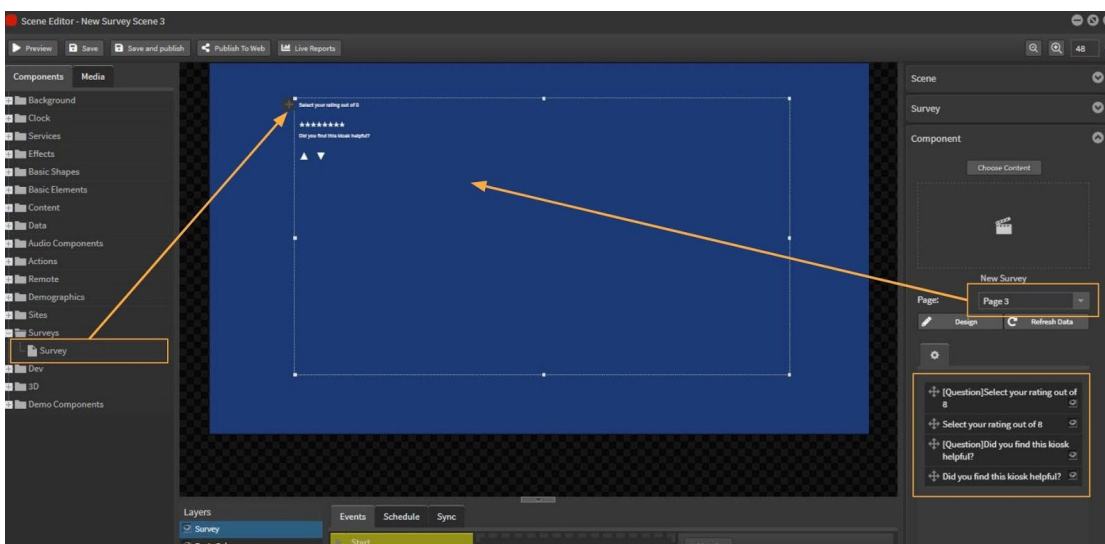 Scene Editor - New Survey Scene 3
Preview Save Save and publish Publish To Web Live Reports 48
Components Media
Background
Clock
Services
Effects
Basic Shapes
Basic Elements
Content
Data
Audio Components
Actions
Remote
Demographics
Sites
Surveys
Survey
Dev
3D
Demo Components
Select your rating out of 8
Did you find this kiosk helpful?
Layers
Survey
Events Schedule Sync
Start
Scene
Survey
Component
Choose Content
New Survey
Page: Page 3
Design Refresh Data
[Question]Select your rating out of
8
Select your rating out of 8
[Question]Did you find this kiosk
helpful?
Did you find this kiosk helpful?